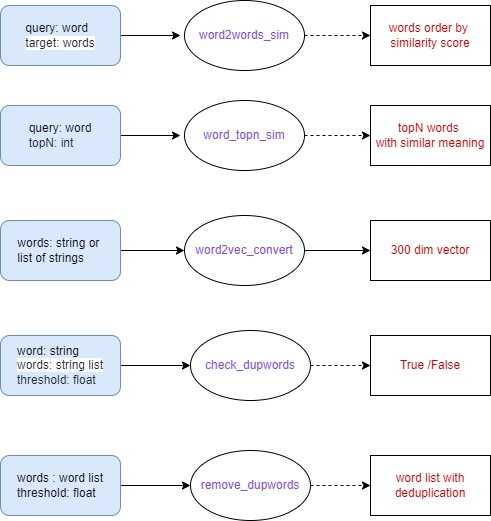 query: word
target: words
word2words_sim
words order by
similarity score
query: word
topN: int
word_topn_sim
topN words
with similar meaning
words: string or
list of strings
word2vec_convert
300 dim vector
word: string
words: string list
threshold: float
check_dupwords
True /False
words : word list
threshold: float
remove_dupwords
word list with
deduplication